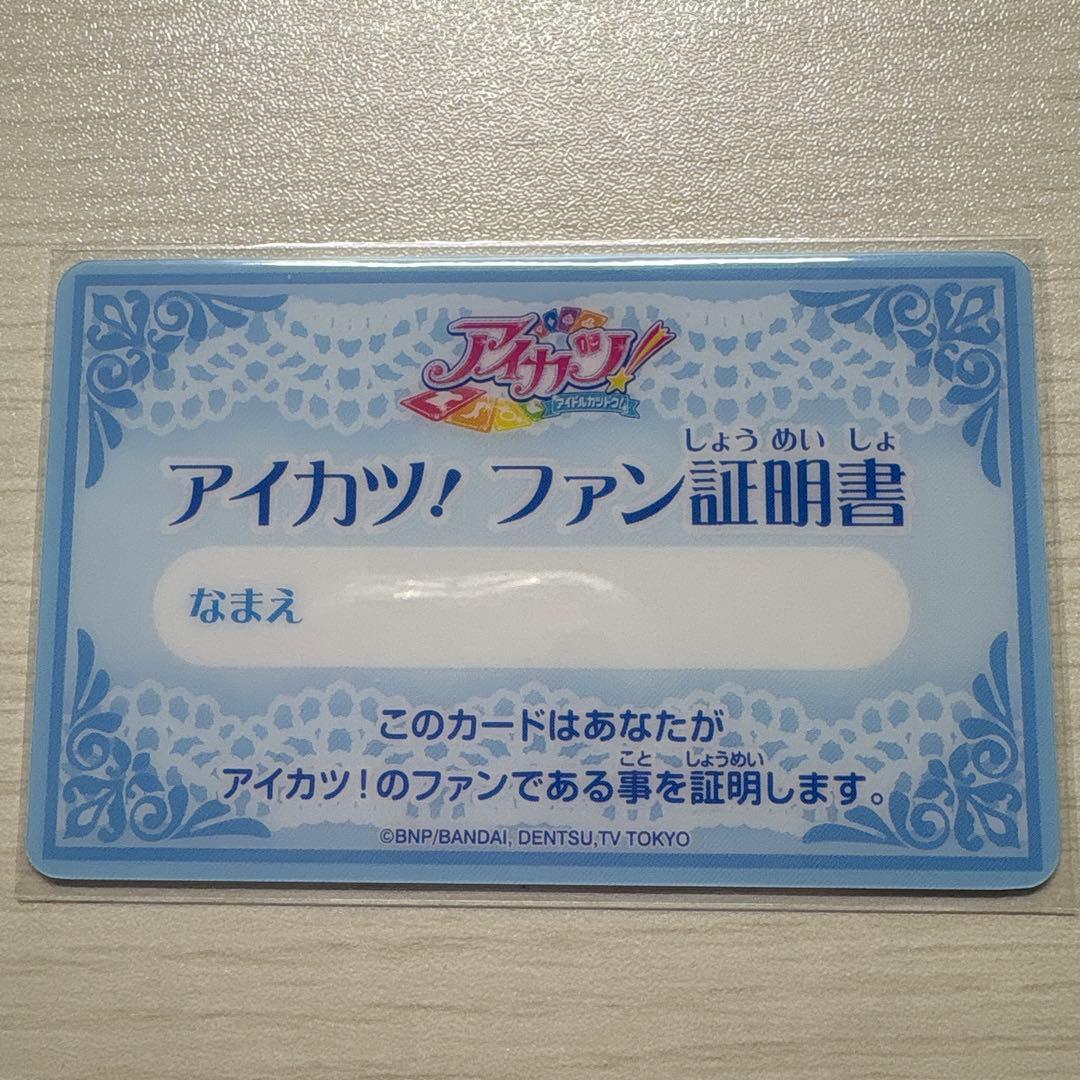 アイカツ!
アイドルカツドウ!
しょう めい しょ
アイカツ! ファン証明書
なまえ
このカードはあなたが
こと しょうめい
アイカツ!のファンである事を証明します。
©BNP/BANDAI, DENTSU,TV TOKYO